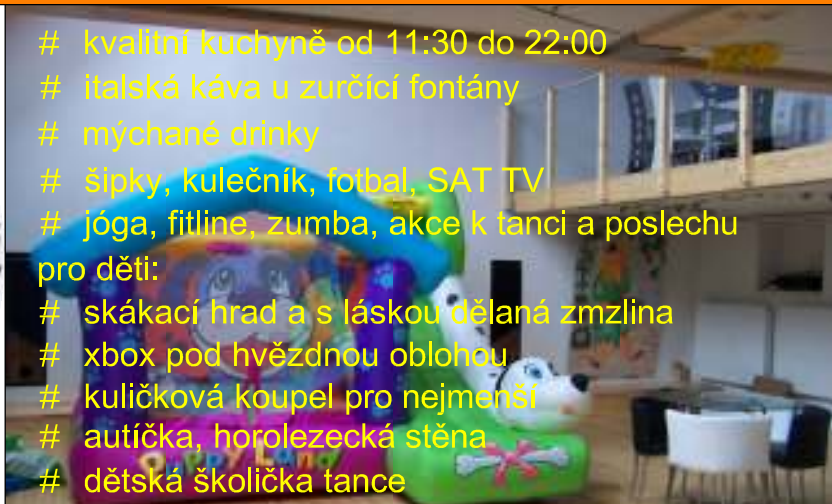 # kvalitní kuchyně od 11:30 do 22:00
# italská káva u zurčící fontány
# mýchané drinky
# šipky, kulečník, fotbal, SAT TV
# jóga, fitline, zumba, akce k tanci a poslechu
pro děti:
# skákací hrad a s láskou dělaná zmzlina
# xbox pod hvězdnou oblohou
# kuličková koupel pro nejmenší
# autíčka, horolezecká stěna
# dětská školička tance